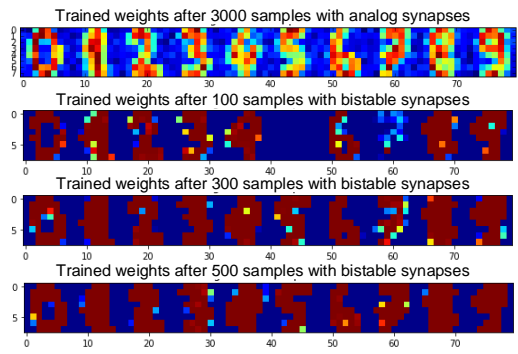 Trained weights after 3000 samples with analog synapses
0
1
2
3
4
5
6
7
0 10 20 30 40 50 60 70
Trained weights after 100 samples with bistable synapses
0
5
0 10 20 30 40 50 60 70
Trained weights after 300 samples with bistable synapses
0
5
0 10 20 30 40 50 60 70
Trained weights after 500 samples with bistable synapses
0
5
0 10 20 30 40 50 60 70